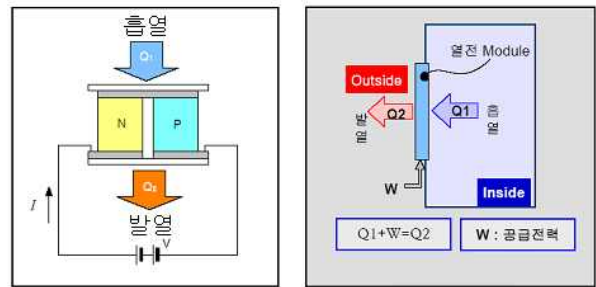 흡열
Q₁
N
P
Q₂
발열
I
V
열전 Module
Outside
Q2
Q1
발열
흡열
W
Inside
Q1+W=Q2
W : 공급전력